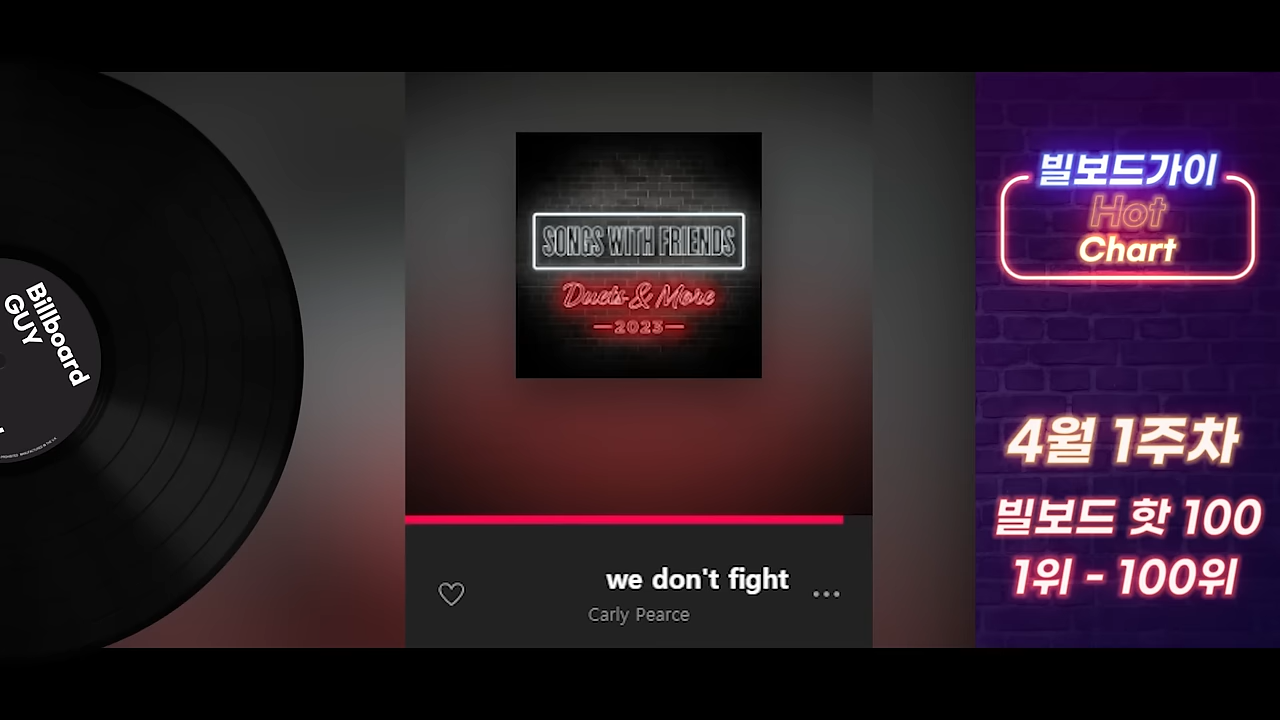 Billboard
GUY
SONGS WITH FRIENDS
Duets & More
2023
we don't fight
Carly Pearce
빌보드가이
Hot
Chart
4월 1주차
빌보드 핫 100
1위 - 100위